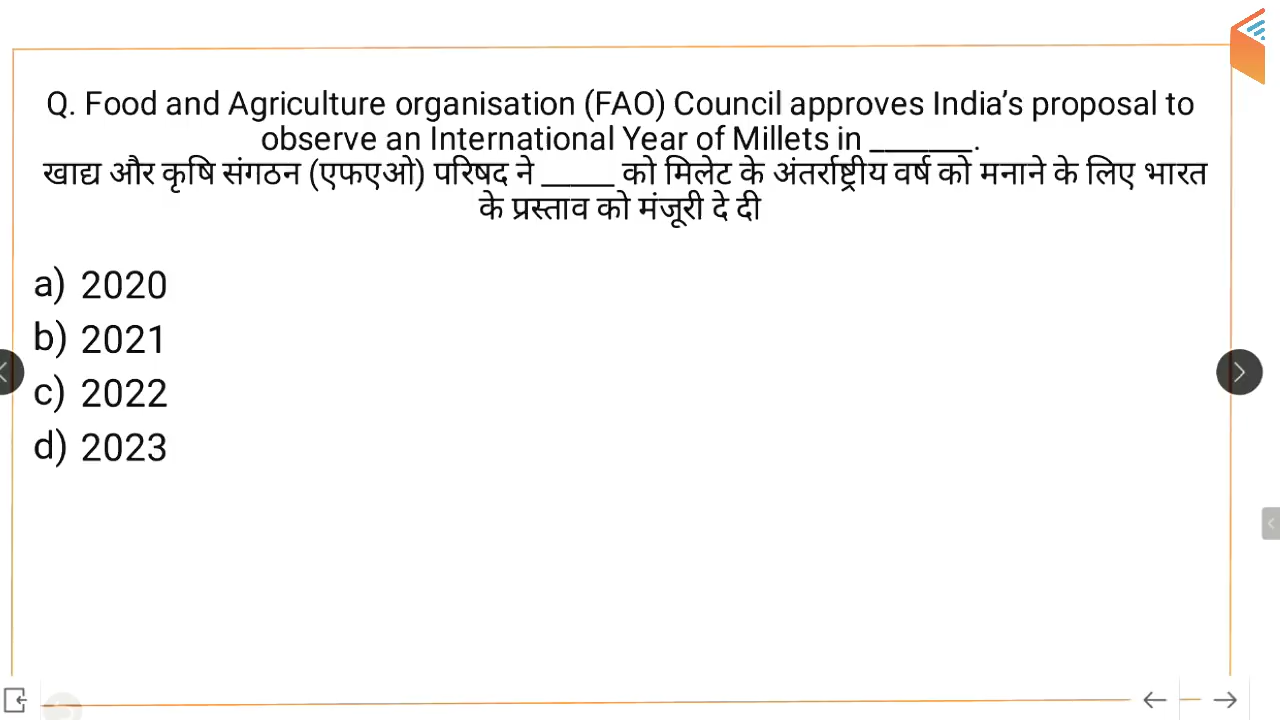 Q. Food and Agriculture organisation (FAO) Council approves India’s proposal to
observe an International Year of Millets in _______.
खाद्य और कृषि संगठन (एफएओ) परिषद ने _____ को मिलेट के अंतर्राष्ट्रीय वर्ष को मनाने के लिए भारत
के प्रस्ताव को मंजूरी दे दी
a) 2020
b) 2021
c) 2022
d) 2023